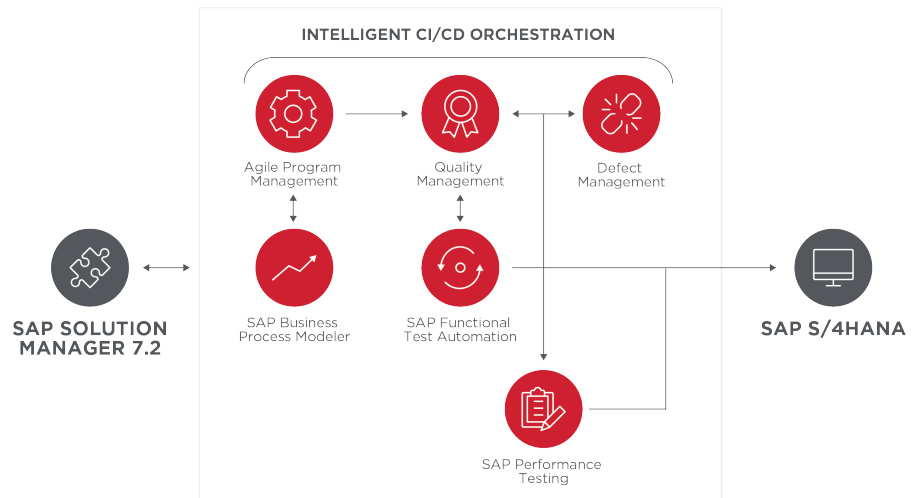 INTELLIGENT CI/CD ORCHESTRATION
Agile Program
Management
Quality
Management
Defect
Management
SAP SOLUTION
MANAGER 7.2
SAP Business
Process Modeler
SAP Functional
Test Automation
SAP S/4HANA
SAP Performance
Testing